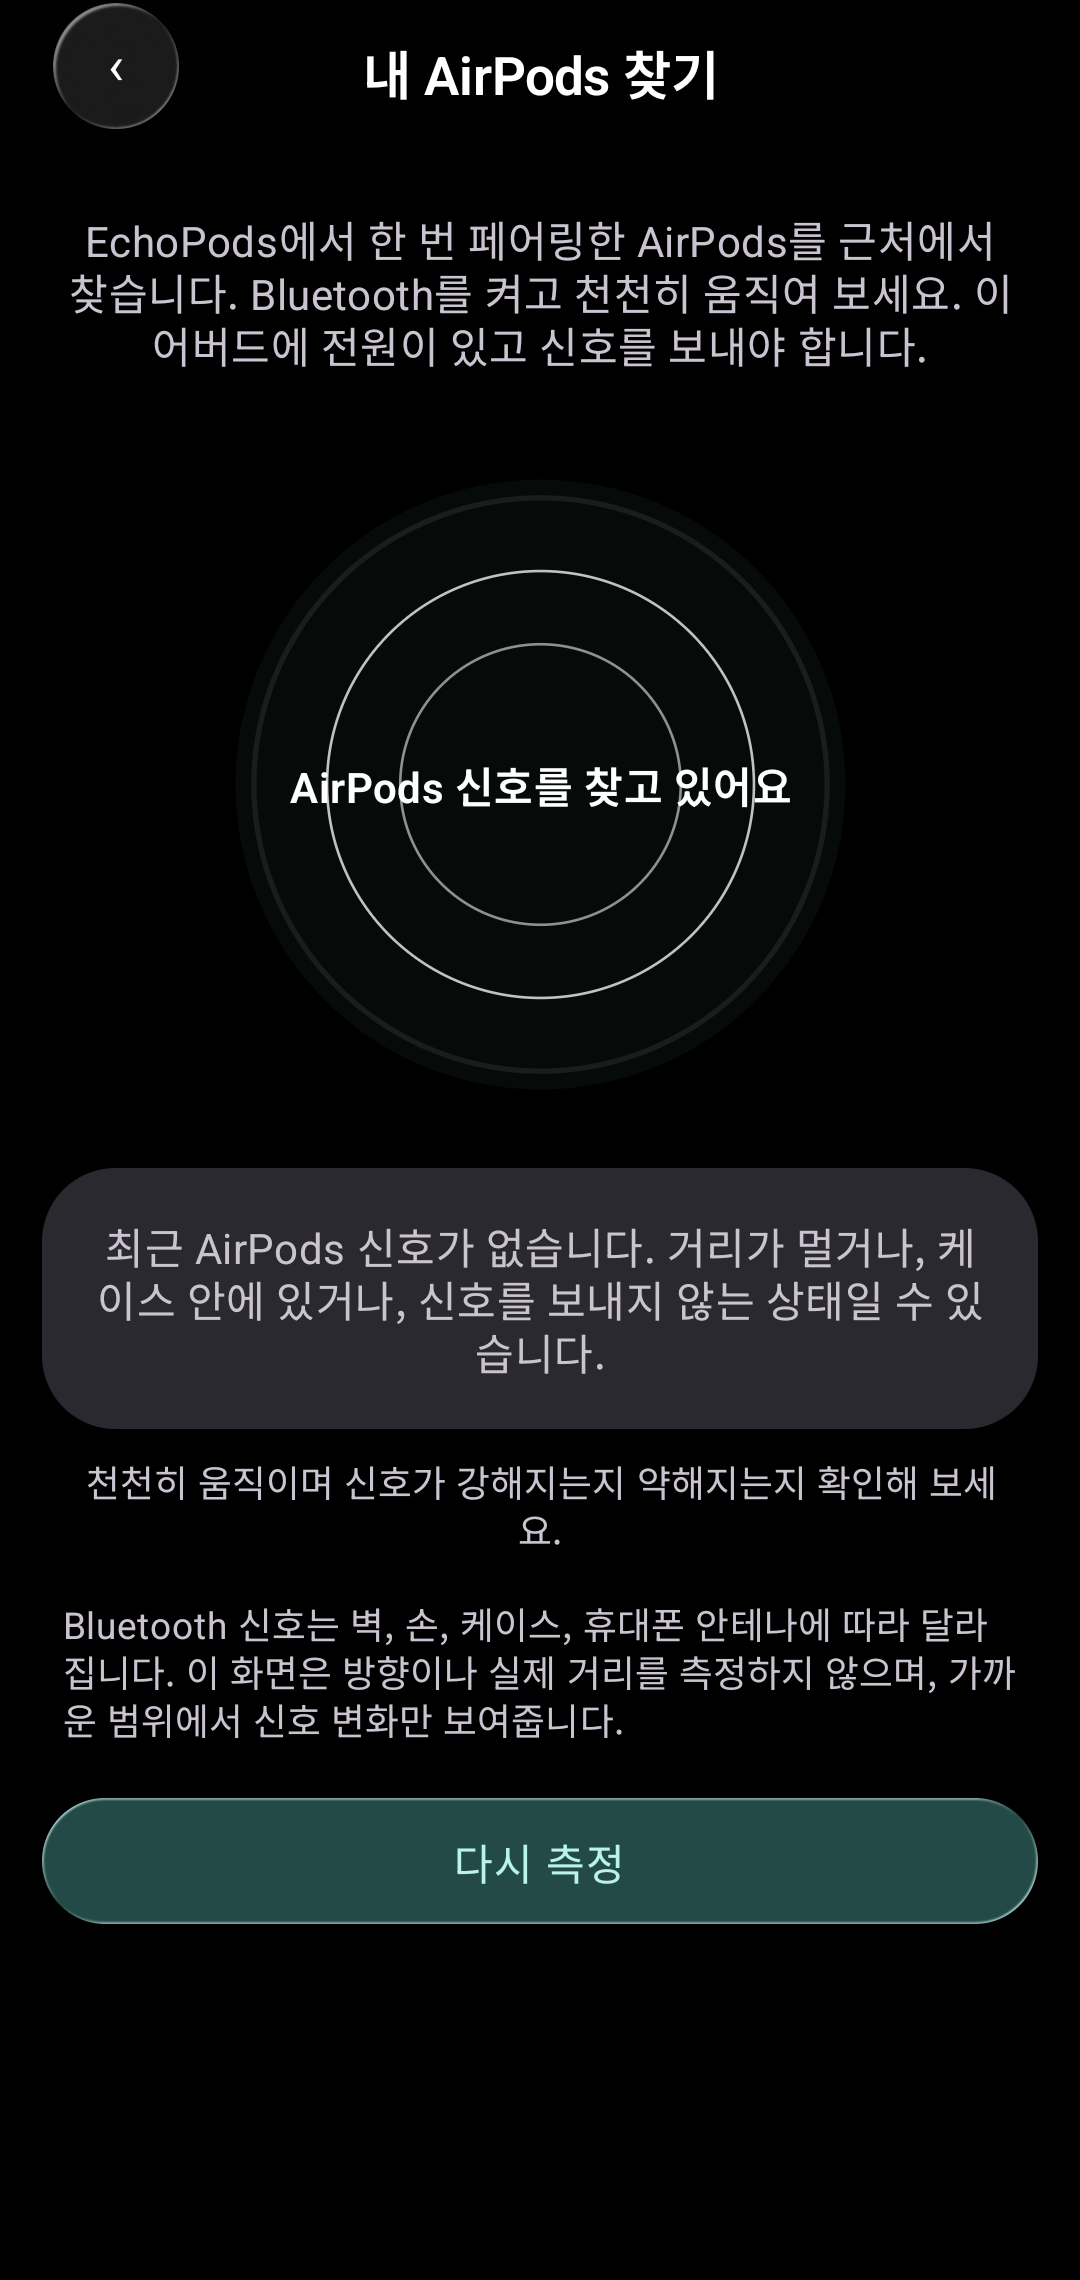 내 AirPods 찾기
EchoPods에서 한 번 페어링한 AirPods를 근처에서
찾습니다. Bluetooth를 켜고 천천히 움직여 보세요. 이
어버드에 전원이 있고 신호를 보내야 합니다.
AirPods 신호를 찾고 있어요
최근 AirPods 신호가 없습니다. 거리가 멀거나, 케
이스 안에 있거나, 신호를 보내지 않는 상태일 수 있
습니다.
천천히 움직이며 신호가 강해지는지 약해지는지 확인해 보세
요.
Bluetooth 신호는 벽, 손, 케이스, 휴대폰 안테나에 따라 달라
집니다. 이 화면은 방향이나 실제 거리를 측정하지 않으며, 가까
운 범위에서 신호 변화만 보여줍니다.
다시 측정